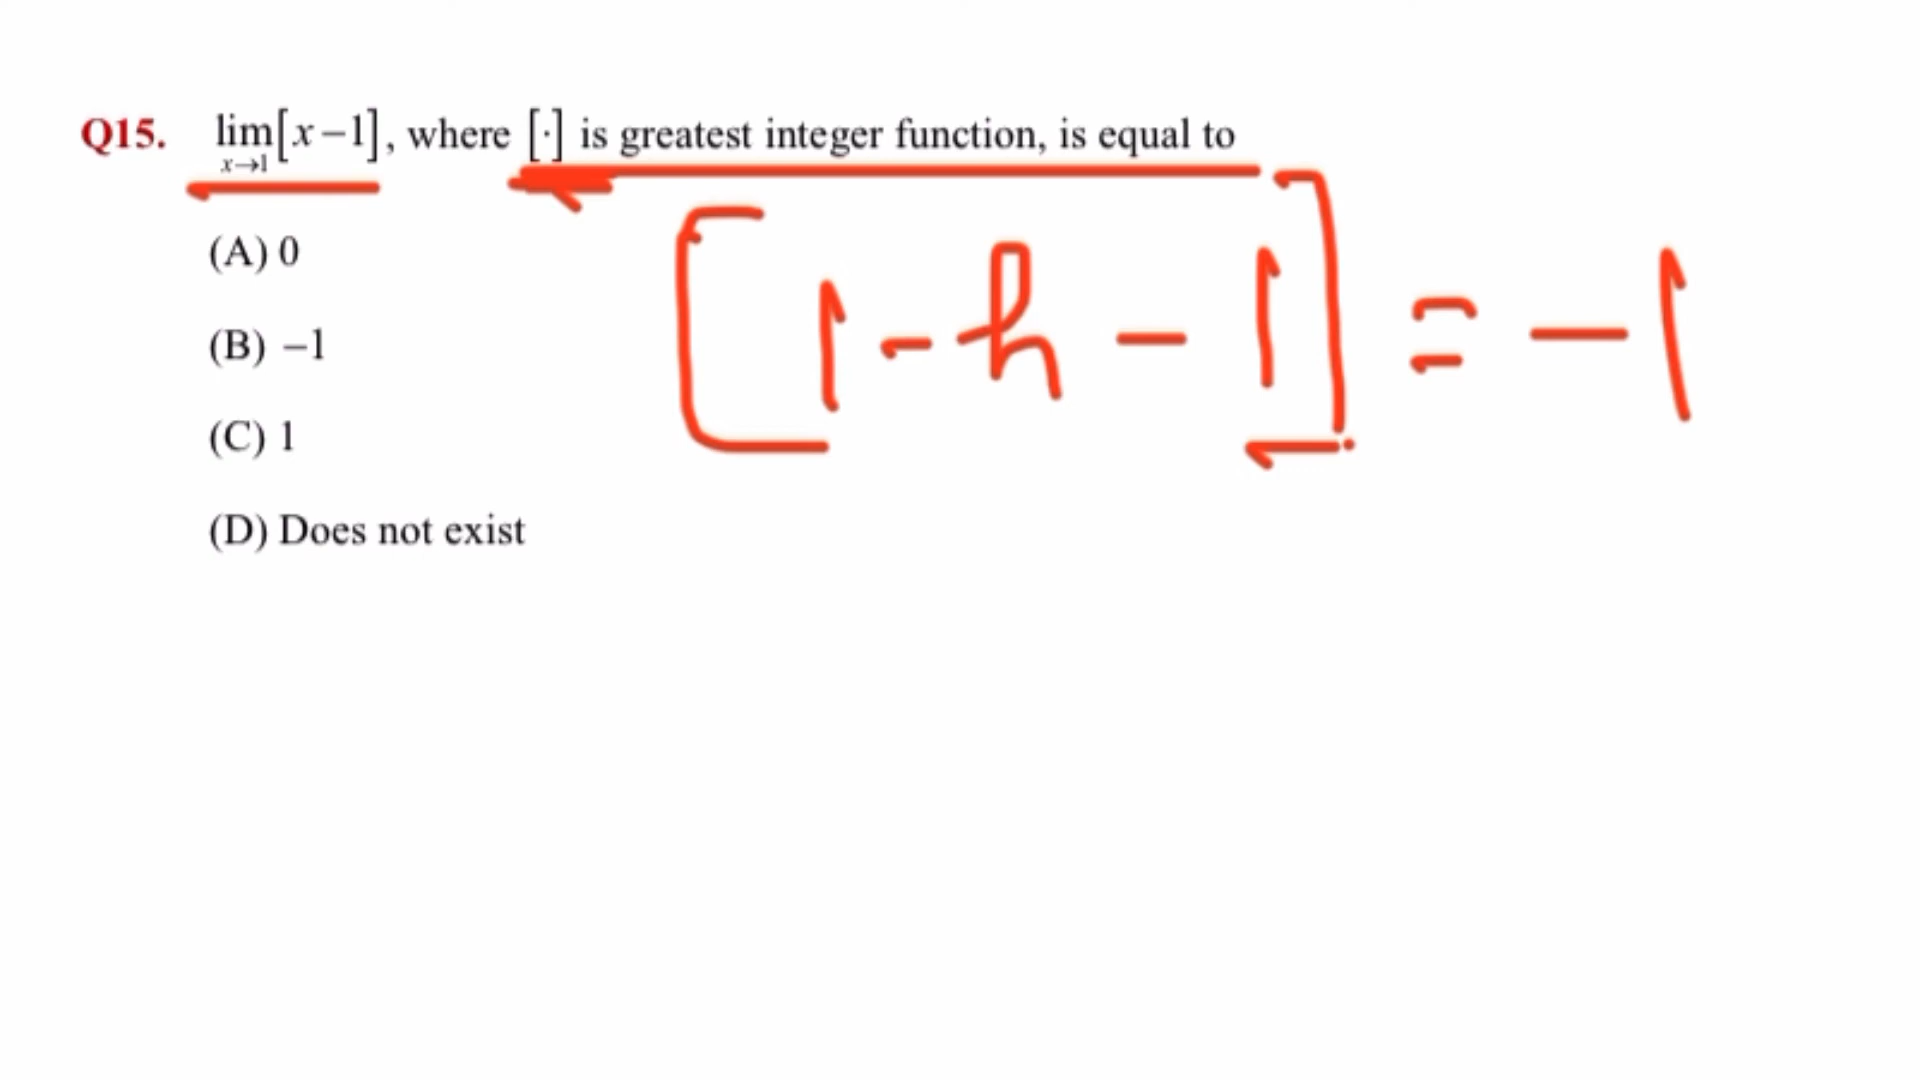 Q15. lim x→1 [x−1], where [·] is greatest integer function, is equal to
(A) 0
[1-h-1] = -1
(B) −1
(C) 1
(D) Does not exist